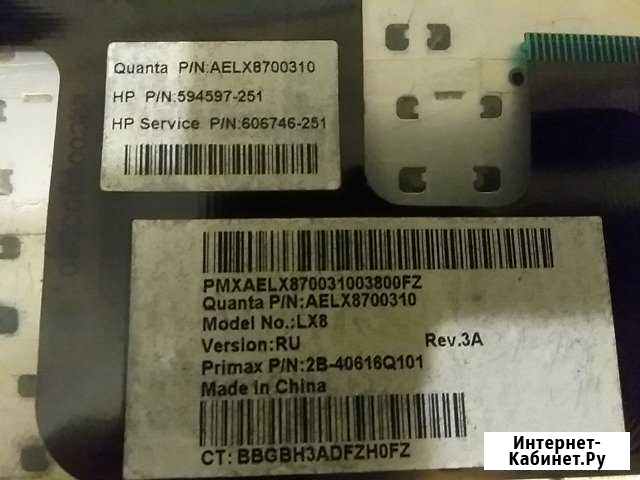 Quanta P/N:AELX8700310
HP P/N:594597-251
HP Service P/N:606746-251
PMXAELX870031003800FZ
Quanta P/N:AELX8700310
Model No.:LX8
Version:RU Rev.3A
Primax P/N:2B-40616Q101
Made In China
CT: BBGBH3ADFZH0FZ
Интернет-
Кабинет.Ру